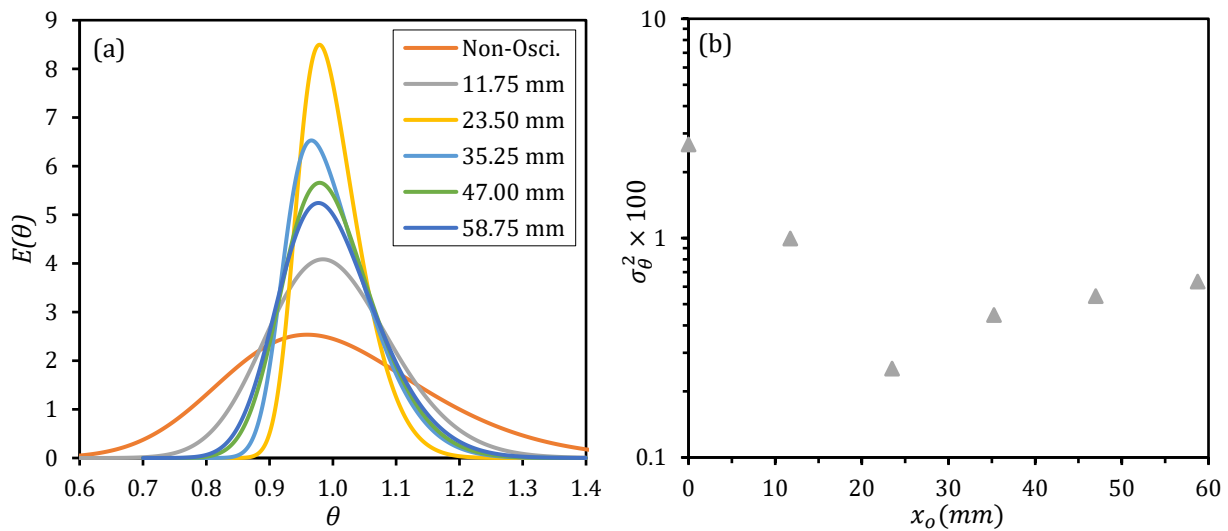 (a)
E(θ)
9
8
7
6
5
4
3
2
1
0
0.6 0.7 0.8 0.9 1.0 1.1 1.2 1.3 1.4
θ
Non-Osci.
11.75 mm
23.50 mm
35.25 mm
47.00 mm
58.75 mm
(b)
σ²θ × 100
10
1
0.1
0 10 20 30 40 50 60
xₒ(mm)